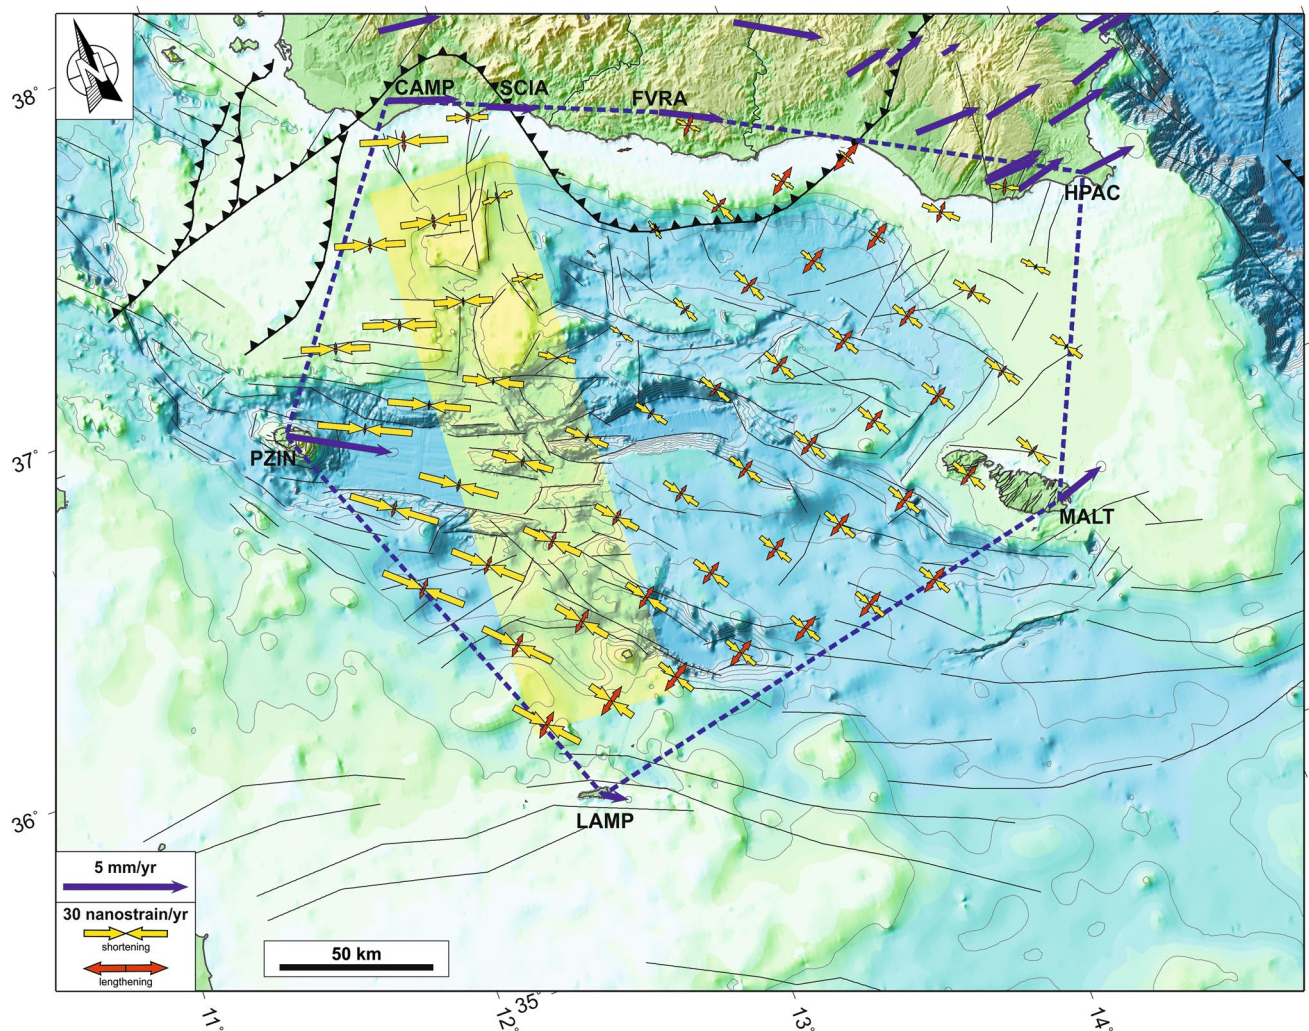 N
38°
CAMP
SCIA
FVRA
HPAC
37°
PZIN
MALT
LAMP
36°
5 mm/yr
30 nanostrain/yr
shortening
lengthening
50 km
11°
12°
35°
13°
14°